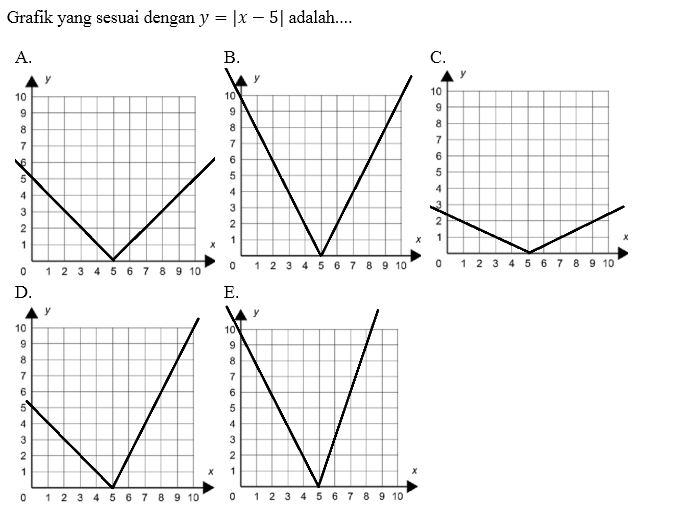 Grafik yang sesuai dengan y = |x − 5| adalah....
A. B. C.
y y y
10 10 10
9 9 9
8 8 8
7 7 7
6 6 6
5 5 5
4 4 4
3 3 3
2 2 2
1 1 1
x x x
0 1 2 3 4 5 6 7 8 9 10 0 1 2 3 4 5 6 7 8 9 10 0 1 2 3 4 5 6 7 8 9 10
D. E.
y y
10 10
9 9
8 8
7 7
6 6
5 5
4 4
3 3
2 2
1 1
x x
0 1 2 3 4 5 6 7 8 9 10 0 1 2 3 4 5 6 7 8 9 10